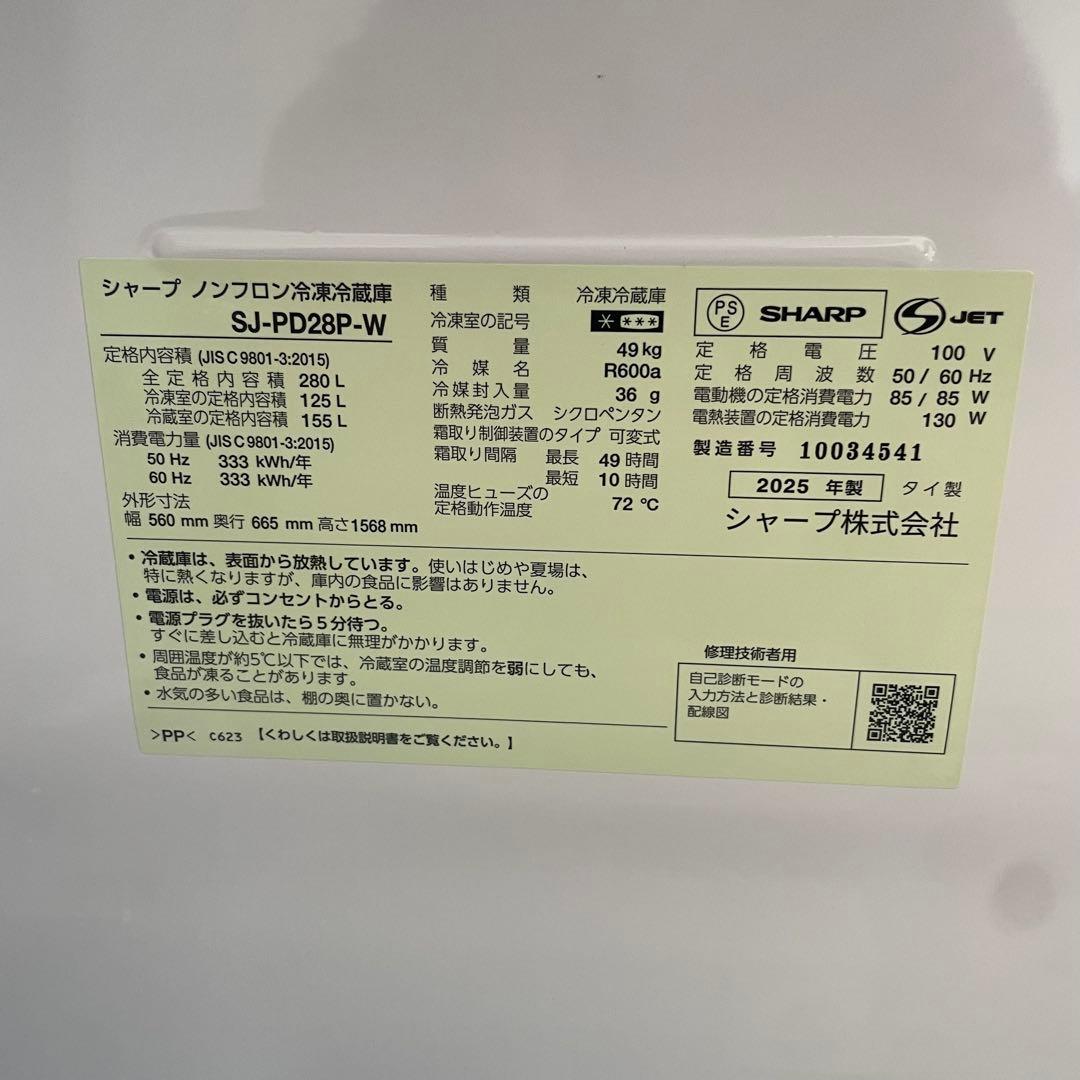 シャープ ノンフロン冷凍冷蔵庫
SJ-PD28P-W
定格内容積 (JIS C 9801-3:2015)
全定格内容積 280 L
冷凍室の定格内容積 125 L
冷蔵室の定格内容積 155 L
消費電力量 (JIS C 9801-3:2015)
50 Hz 333 kWh/年
60 Hz 333 kWh/年
外形寸法
幅 560 mm 奥行 665 mm 高さ1568 mm
種類 冷凍冷蔵庫
冷凍室の記号 * ***
質量 49 kg
冷媒名 R600a
冷媒封入量 36 g
断熱発泡ガス シクロペンタン
霜取り制御装置のタイプ 可変式
霜取り間隔 最長 49 時間
最短 10 時間
温度ヒューズの
定格動作温度 72 ℃
PSE SHARP S JET
定格電圧 100 V
定格周波数 50 / 60 Hz
電動機の定格消費電力 85 / 85 W
電熱装置の定格消費電力 130 W
製造番号 10034541
2025 年製 タイ製
シャープ株式会社
・冷蔵庫は、表面から放熱しています。使いはじめや夏場は、
特に熱くなりますが、庫内の食品に影響はありません。
・電源は、必ずコンセントからとる。
・電源プラグを抜いたら5分待つ。
すぐに差し込むと冷蔵庫に無理がかかります。
・周囲温度が約5℃以下では、冷蔵室の温度調節を弱にしても、
食品が凍ることがあります。
・水気の多い食品は、棚の奥に置かない。
>PP< C623 【くわしくは取扱説明書をご覧ください。】
修理技術者用
自己診断モードの
入力方法と診断結果・
配線図